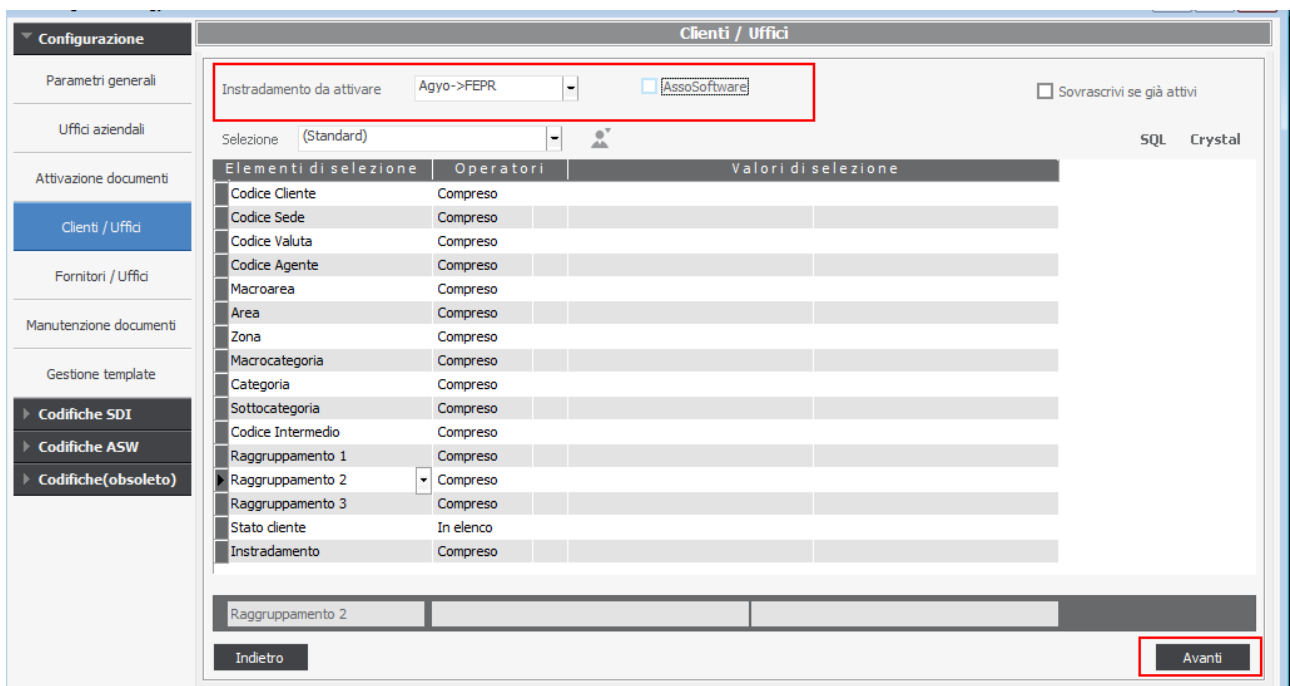 Clienti / Uffici
Configurazione
Parametri generali
Uffici aziendali
Attivazione documenti
Clienti / Uffici
Fornitori / Uffici
Manutenzione documenti
Gestione template
Codifiche SDI
Codifiche ASW
Codifiche(obsoleto)
Instradamento da attivare Agyo->FEPR AssoSoftware Sovrascrivi se già attivi
Selezione (Standard) SQL Crystal
Elementi di selezione Operatori Valori di selezione
Codice Cliente Compreso
Codice Sede Compreso
Codice Valuta Compreso
Codice Agente Compreso
Macroarea Compreso
Area Compreso
Zona Compreso
Macrocategoria Compreso
Categoria Compreso
Sottocategoria Compreso
Codice Intermedio Compreso
Raggruppamento 1 Compreso
Raggruppamento 2 Compreso
Raggruppamento 3 Compreso
Stato cliente In elenco
Instradamento Compreso
Raggruppamento 2
Indietro Avanti